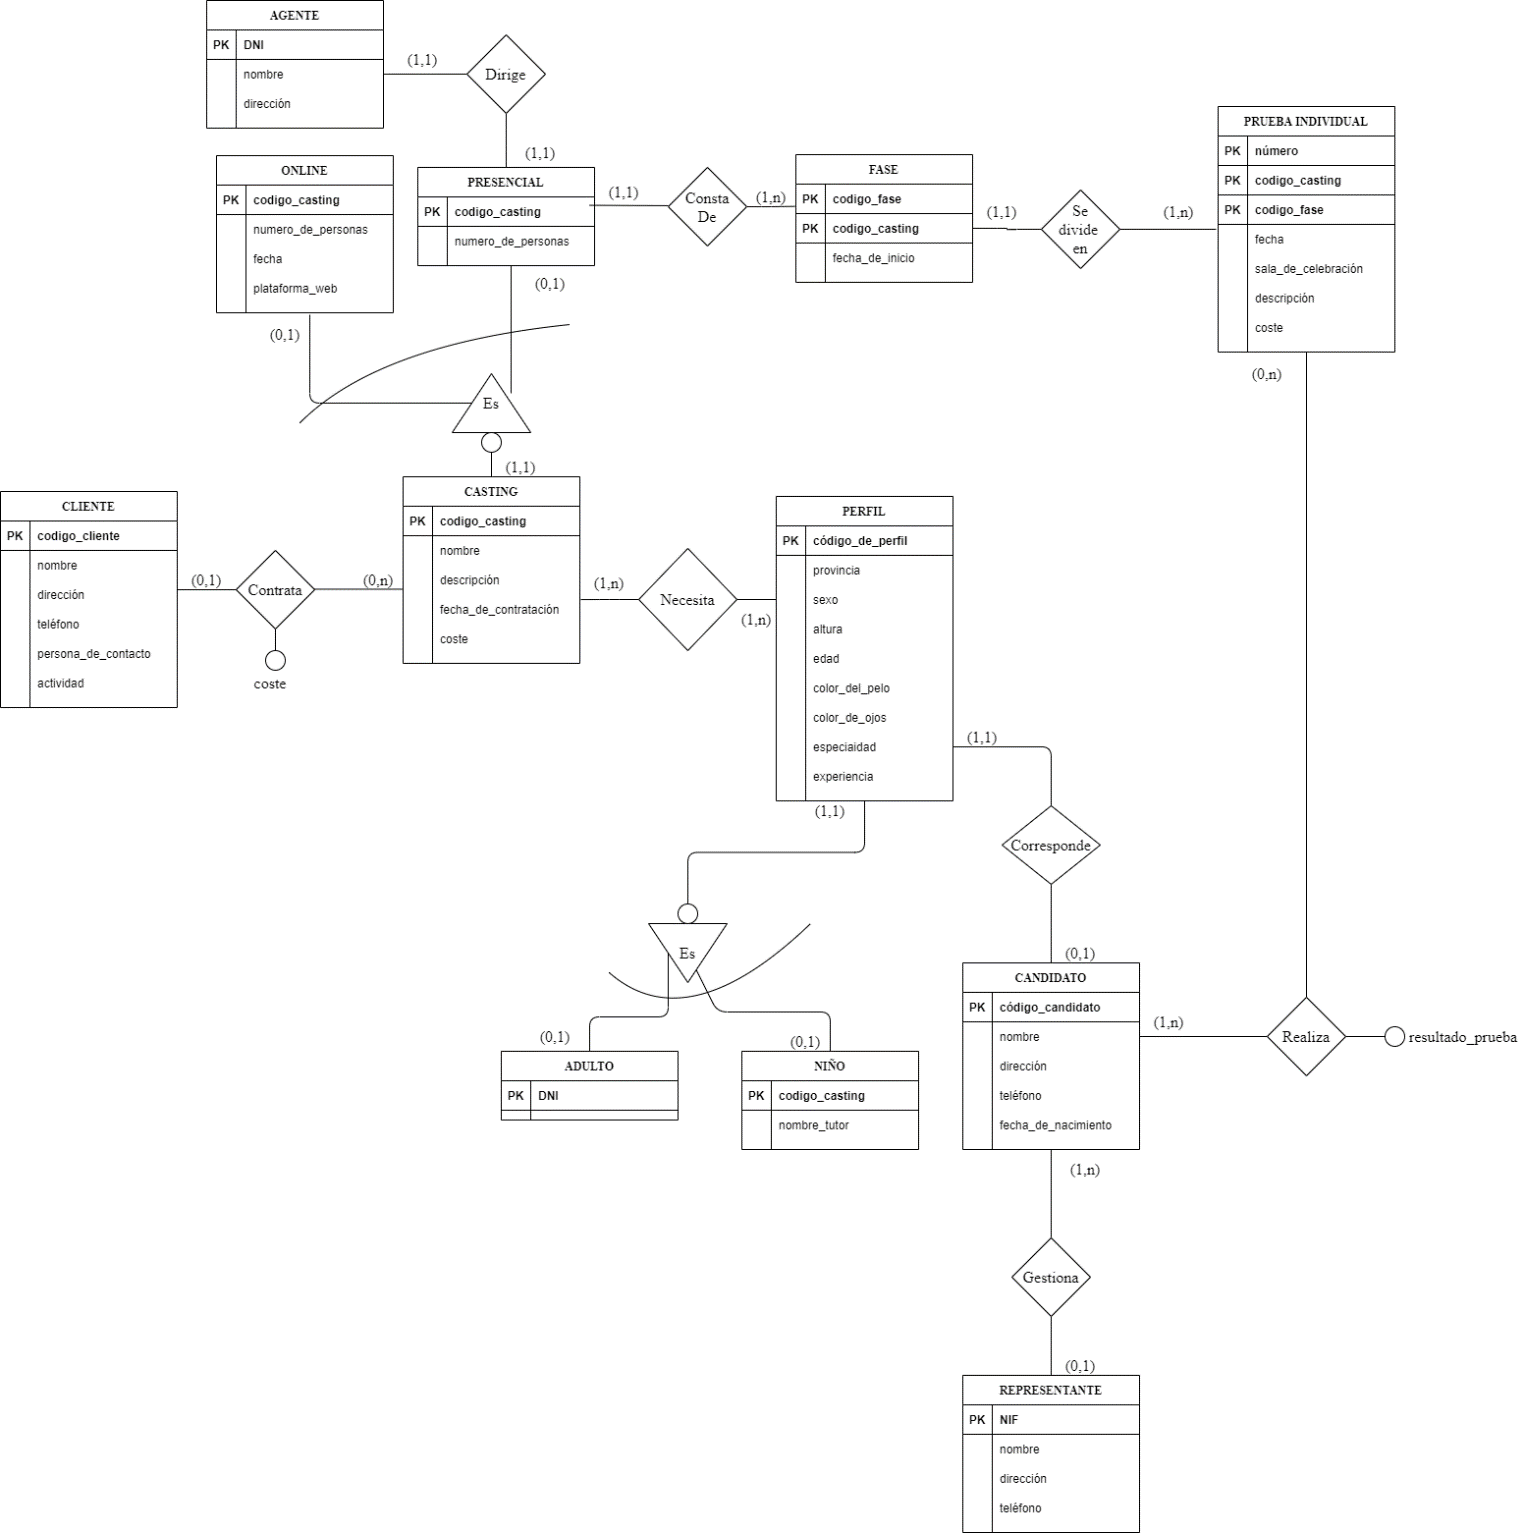 AGENTE
PK DNI
nombre
dirección
(1,1)
Dirige
(1,1)
ONLINE
PK codigo_casting
numero_de_personas
fecha
plataforma_web
(0,1)
PRESENCIAL
PK codigo_casting
numero_de_personas
(0,1)
(1,1)
Consta
De
(1,n)
FASE
PK codigo_fase
PK codigo_casting
fecha_de_inicio
(1,1)
Se
divide
en
(1,n)
PRUEBA INDIVIDUAL
PK número
PK codigo_casting
PK codigo_fase
fecha
sala_de_celebración
descripción
coste
(0,n)
Es
(1,1)
CLIENTE
PK codigo_cliente
nombre
dirección
teléfono
persona_de_contacto
actividad
(0,1)
Contrata
coste
(0,n)
CASTING
PK codigo_casting
nombre
descripción
fecha_de_contratación
coste
(1,n)
Necesita
(1,n)
PERFIL
PK código_de_perfil
provincia
sexo
altura
edad
color_del_pelo
color_de_ojos
especiaidad
experiencia
(1,1)
(1,1)
Corresponde
(0,1)
Es
(0,1)
(0,1)
ADULTO
PK DNI
NIÑO
PK codigo_casting
nombre_tutor
CANDIDATO
PK código_candidato
nombre
dirección
teléfono
fecha_de_nacimiento
(1,n)
Realiza
resultado_prueba
(1,n)
Gestiona
(0,1)
REPRESENTANTE
PK NIF
nombre
dirección
teléfono